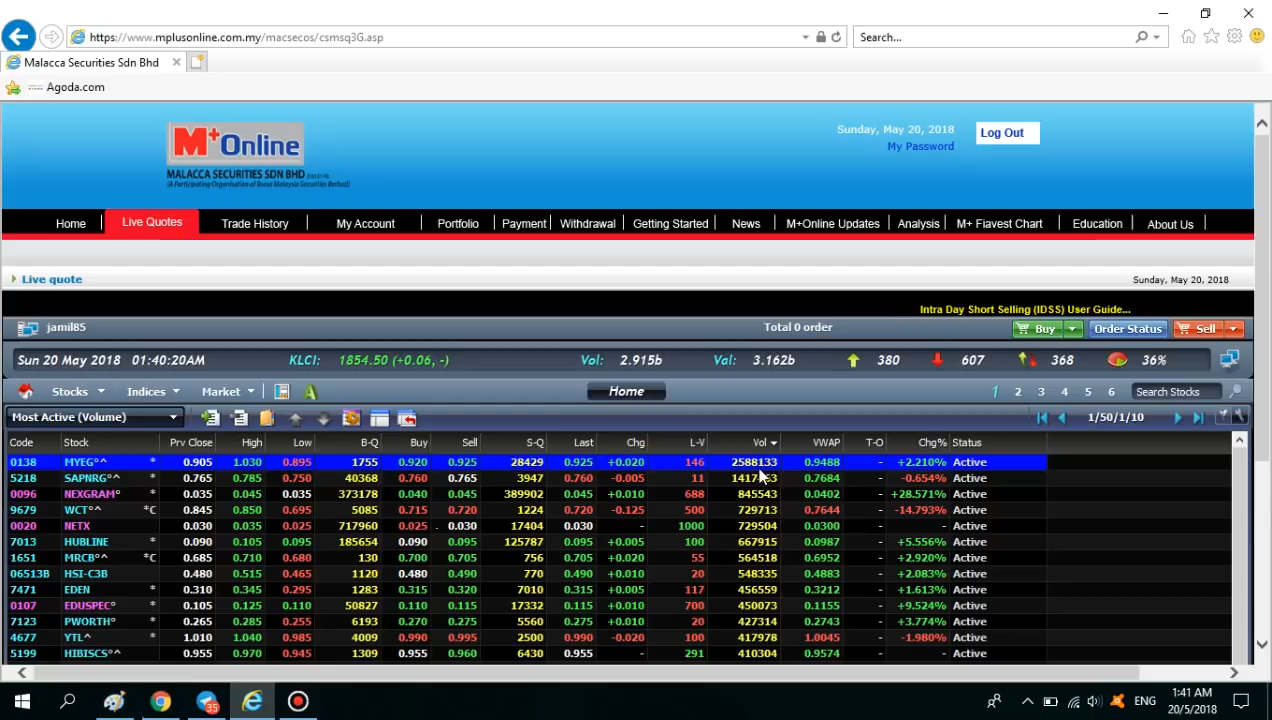 https://www.mplusonline.com.my/macsecos/csmsq3G.asp
Search...
Malacca Securities Sdn Bhd
Agoda.com
M+Online
MALACCA SECURITIES SDN BHD
(A Participating Organisation of Bursa Malaysia Securities Berhad)
Sunday, May 20, 2018
My Password
Log Out
Home Live Quotes Trade History My Account Portfolio Payment Withdrawal Getting Started News M+Online Updates Analysis M+ Fiavest Chart Education About Us
Live quote
Sunday, May 20, 2018
Intra Day Short Selling (IDSS) User Guide...
jamil85 Total 0 order Buy Order Status Sell
Sun 20 May 2018 01:40:20AM KLCI: 1854.50 (+0.06, -) Vol: 2.915b Val: 3.162b 380 607 368 36%
Stocks Indices Market A Home 1 2 3 4 5 6 Search Stocks
Most Active (Volume) 1/50/1/10
Code Stock Prv Close High Low B-Q Buy Sell S-Q Last Chg L-V Vol VWAP T-O Chg% Status
0138 MYEG°^ * 0.905 1.030 0.895 1755 0.920 0.925 28429 0.925 +0.020 146 2588133 0.9488 - +2.210% Active
5218 SAPNRG°^ * 0.765 0.785 0.750 40368 0.760 0.765 3947 0.760 -0.005 11 0.7684 - -0.654% Active
0096 NEXGRAM° * 0.035 0.045 0.035 373178 0.040 0.045 389902 0.045 +0.010 688 845543 0.0402 - +28.571% Active
9679 WCT°^ *C 0.845 0.850 0.695 5085 0.715 0.720 1224 0.720 -0.125 500 729713 0.7644 - -14.793% Active
0020 NETX 0.030 0.035 0.025 717960 0.025 0.030 17404 0.030 - 1000 729504 0.0300 - - Active
7013 HUBLINE * 0.090 0.105 0.095 185654 0.090 0.095 125787 0.095 +0.005 100 667915 0.0987 - +5.556% Active
1651 MRCB°^ *C 0.685 0.710 0.680 130 0.700 0.705 756 0.705 +0.020 55 564518 0.6952 - +2.920% Active
06513B HSI-C3B 0.480 0.515 0.465 1120 0.480 0.490 770 0.490 +0.010 20 548335 0.4883 - +2.083% Active
7471 EDEN * 0.310 0.345 0.295 1283 0.315 0.320 7010 0.315 +0.005 117 456559 0.3212 - +1.613% Active
0107 EDUSPEC° * 0.105 0.125 0.110 50827 0.110 0.115 17332 0.115 +0.010 700 450073 0.1155 - +9.524% Active
7123 PWORTH° * 0.265 0.285 0.255 6193 0.270 0.275 5560 0.275 +0.010 20 427314 0.2743 - +3.774% Active
4677 YTL^ * 1.010 1.040 0.985 4009 0.990 0.995 2500 0.990 -0.020 100 417978 1.0045 - -1.980% Active
5199 HIBISCS°^ 0.955 0.970 0.945 1309 0.955 0.960 6430 0.955 - 291 410304 0.9574 - - Active
35
ENG
1:41 AM
20/5/2018